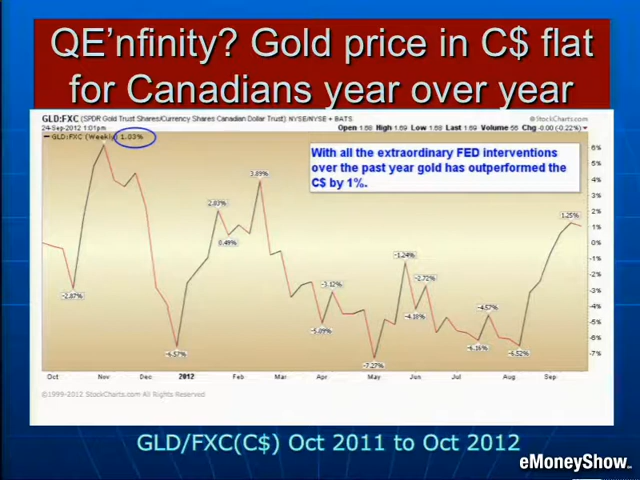 QE’nfinity? Gold price in C$ flat
for Canadians year over year
GLD:FXC (SPDR Gold Trust Shares/Currency Shares Canadian Dollar Trust) NYSE/NYSE + BATS
© StockCharts.com
24-Sep-2012 1:01pm
Open 1.68 High 1.69 Low 1.68 Last 1.69 Volume 56 Chg -0.00 (-0.22%)
GLD:FXC (Weekly) 1.03%
With all the extraordinary FED interventions
over the past year gold has outperformed the
C$ by 1%.
6%
5%
4%
3%
2%
1%
0%
-1%
-2%
-3%
-4%
-5%
-6%
-7%
-2.87%
-6.57%
2.03%
0.49%
3.89%
-5.09%
-3.12%
-7.27%
-1.24%
-4.18%
-2.72%
-6.16%
-4.57%
-6.52%
1.25%
Oct Nov Dec 2012 Feb Mar Apr May Jun Jul Aug Sep
©1999-2012 StockCharts.com All Rights Reserved
GLD/FXC(C$) Oct 2011 to Oct 2012
eMoneyShow.